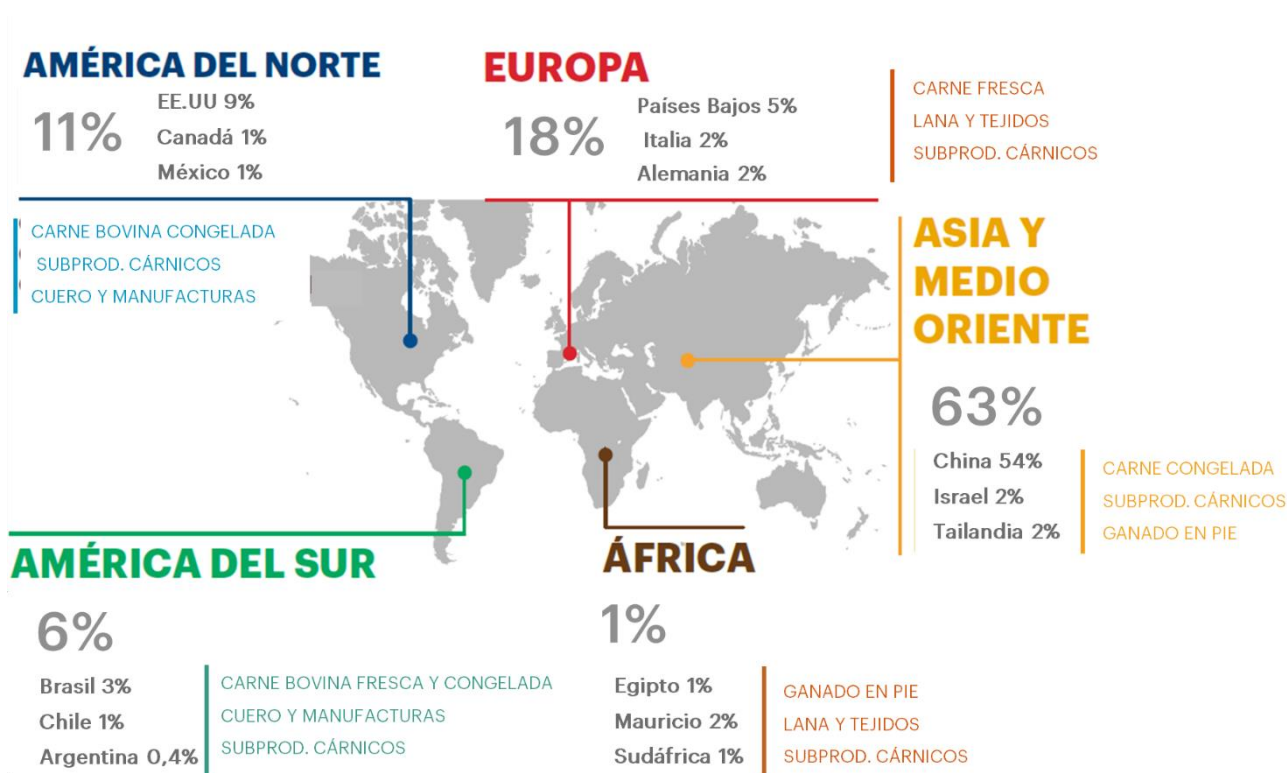 AMÉRICA DEL NORTE
11%
EE.UU 9%
Canadá 1%
México 1%
CARNE BOVINA CONGELADA
SUBPROD. CÁRNICOS
CUERO Y MANUFACTURAS
EUROPA
18%
Países Bajos 5%
Italia 2%
Alemania 2%
CARNE FRESCA
LANA Y TEJIDOS
SUBPROD. CÁRNICOS
ASIA Y
MEDIO
ORIENTE
63%
China 54%
Israel 2%
Tailandia 2%
CARNE CONGELADA
SUBPROD. CÁRNICOS
GANADO EN PIE
AMÉRICA DEL SUR
6%
Brasil 3%
Chile 1%
Argentina 0,4%
CARNE BOVINA FRESCA Y CONGELADA
CUERO Y MANUFACTURAS
SUBPROD. CÁRNICOS
ÁFRICA
1%
Egipto 1%
Mauricio 2%
Sudáfrica 1%
GANADO EN PIE
LANA Y TEJIDOS
SUBPROD. CÁRNICOS